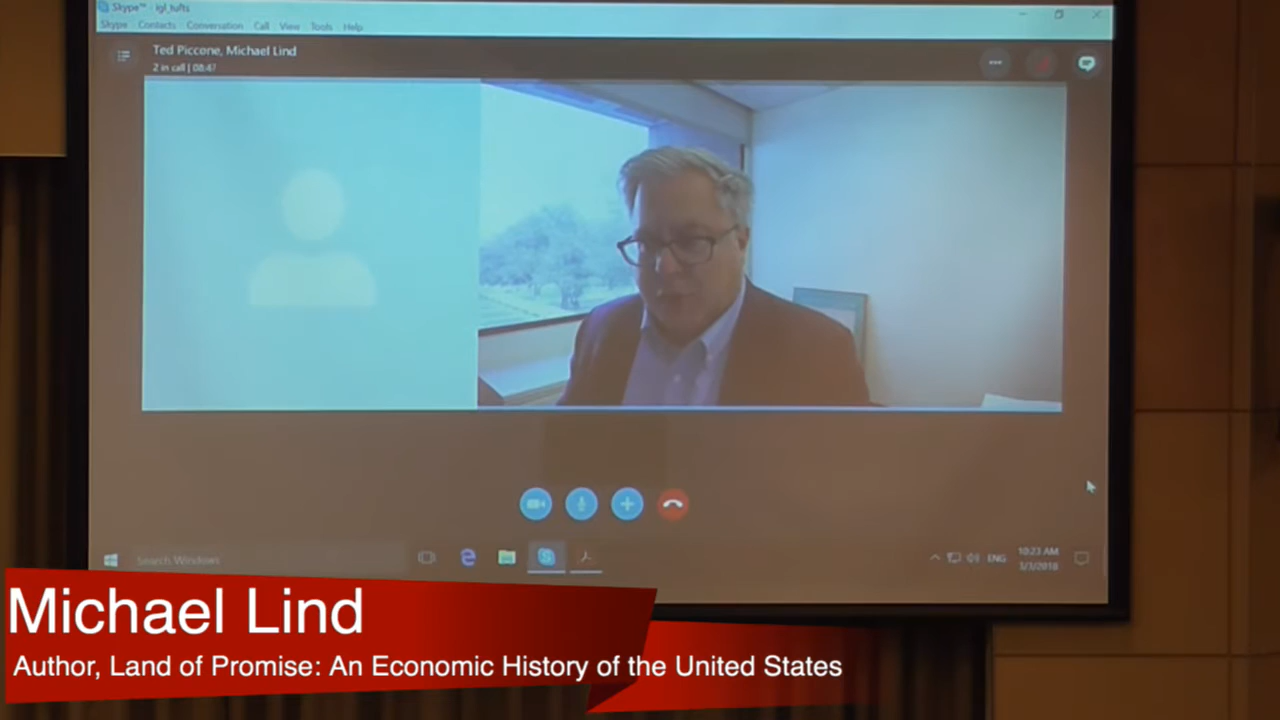 Skype™ - igl_tufts
Skype Contacts Conversation Call View Tools Help
Ted Piccone, Michael Lind
2 in call | 08:47
Search Windows
ENG
10:23 AM
3/3/2018
Michael Lind
Author, Land of Promise: An Economic History of the United States